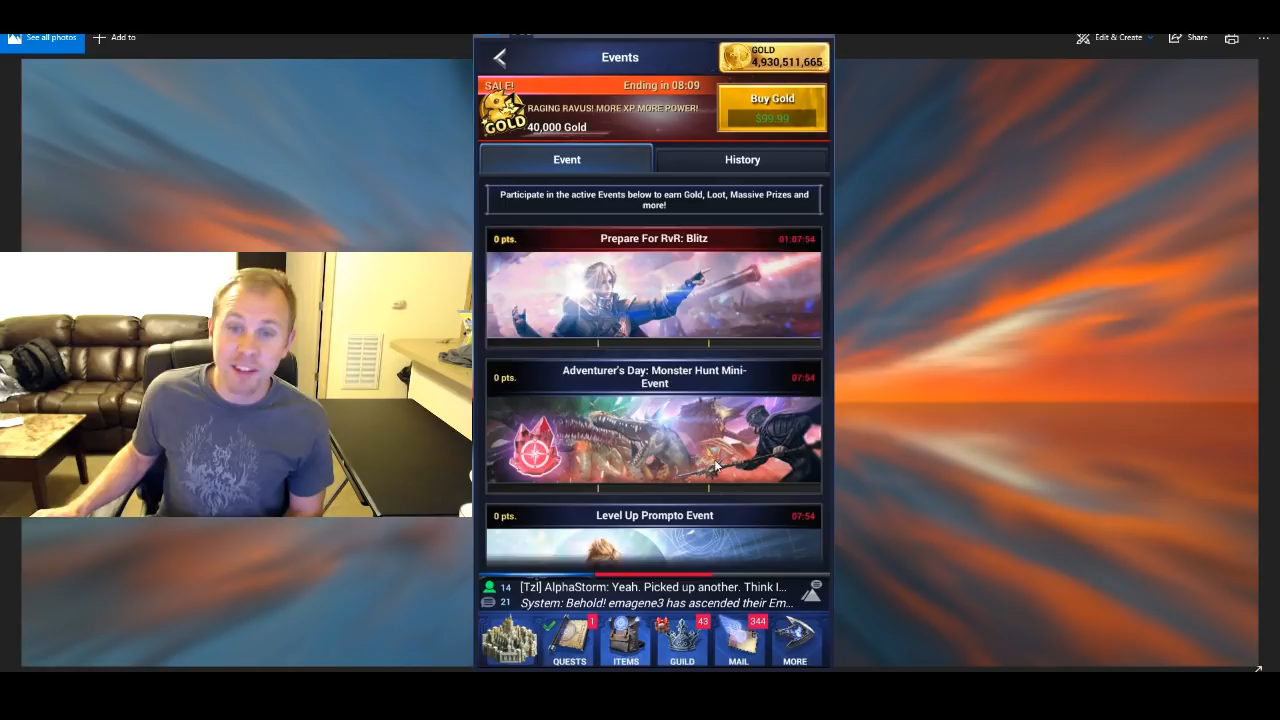 See all photos
Add to
Edit & Create
Share
Events
GOLD
4,930,511,665
SALE!
Ending in 08:09
GOLD
RAGING RAVUS! MORE XP MORE POWER!
40,000 Gold
Buy Gold
$99.99
Event
History
Participate in the active Events below to earn Gold, Loot, Massive Prizes and
more!
0 pts.
Prepare For RvR: Blitz
01:07:54
0 pts.
Adventurer's Day: Monster Hunt Mini-
Event
07:54
0 pts.
Level Up Prompto Event
07:54
14
[Tzl] AlphaStorm: Yeah. Picked up another. Think I...
21
System: Behold! emagene3 has ascended their Em...
1
43
344
QUESTS
ITEMS
GUILD
MAIL
MORE